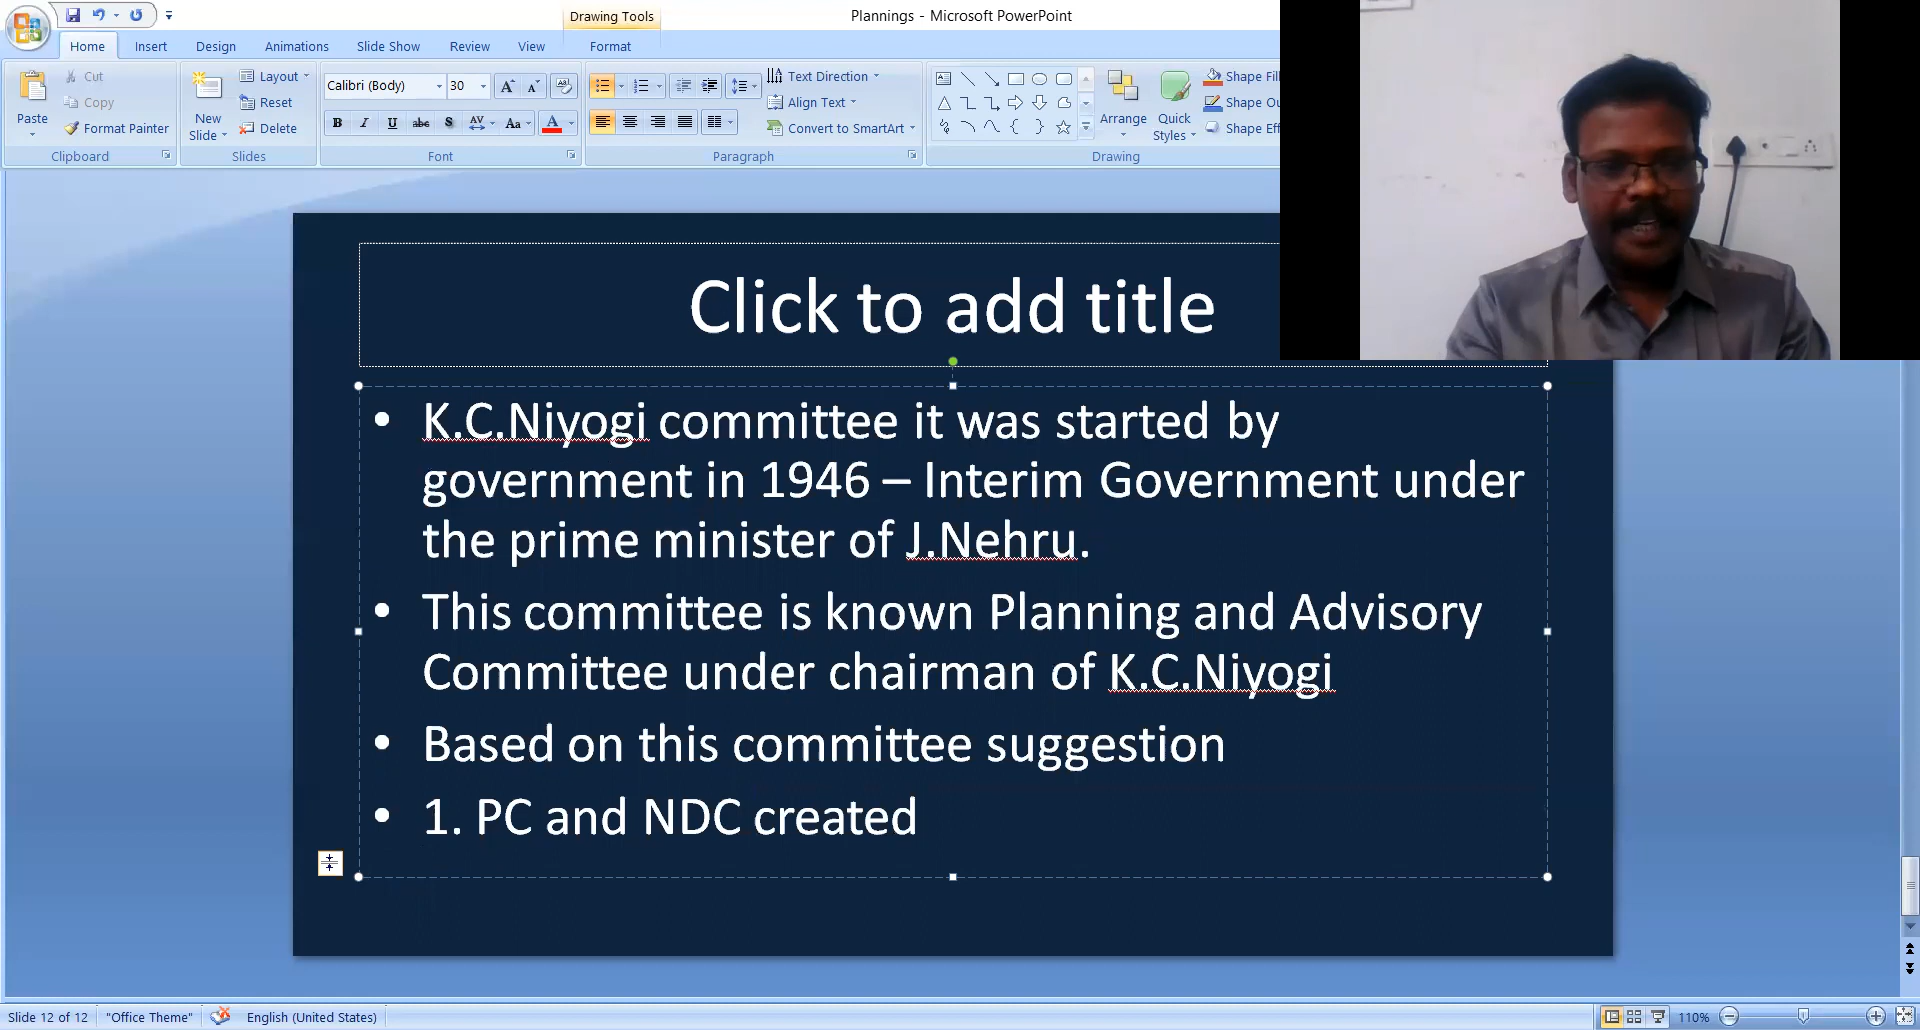 Drawing Tools
Plannings - Microsoft PowerPoint
Home Insert Design Animations Slide Show Review View Format
Paste
Cut
Copy
Format Painter
Clipboard
New Slide
Layout
Reset
Delete
Slides
Calibri (Body) 30
B I U abc S AV Aa A
Font
Text Direction
Align Text
Convert to SmartArt
Paragraph
Arrange
Quick Styles
Shape Fil
Shape Ou
Shape Eff
Drawing
Click to add title
• K.C.Niyogi committee it was started by
government in 1946 – Interim Government under
the prime minister of J.Nehru.
• This committee is known Planning and Advisory
Committee under chairman of K.C.Niyogi
• Based on this committee suggestion
• 1. PC and NDC created
Slide 12 of 12 "Office Theme" English (United States) 110%